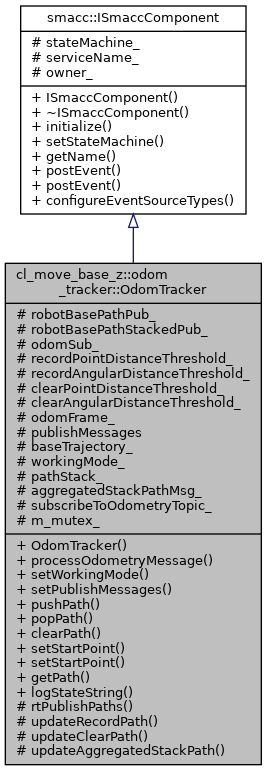 smacc::ISmaccComponent
# stateMachine_
# serviceName_
# owner_
+ ISmaccComponent()
+ ~ISmaccComponent()
+ initialize()
+ setStateMachine()
+ getName()
+ postEvent()
+ postEvent()
+ configureEventSourceTypes()
cl_move_base_z::odom
_tracker::OdomTracker
# robotBasePathPub_
# robotBasePathStackedPub_
# odomSub_
# recordPointDistanceThreshold_
# recordAngularDistanceThreshold_
# clearPointDistanceThreshold_
# clearAngularDistanceThreshold_
# odomFrame_
# publishMessages
# baseTrajectory_
# workingMode_
# pathStack_
# aggregatedStackPathMsg_
# subscribeToOdometryTopic_
# m_mutex_
+ OdomTracker()
+ processOdometryMessage()
+ setWorkingMode()
+ setPublishMessages()
+ pushPath()
+ popPath()
+ clearPath()
+ setStartPoint()
+ setStartPoint()
+ getPath()
+ logStateString()
# rtPublishPaths()
# updateRecordPath()
# updateClearPath()
# updateAggregatedStackPath()